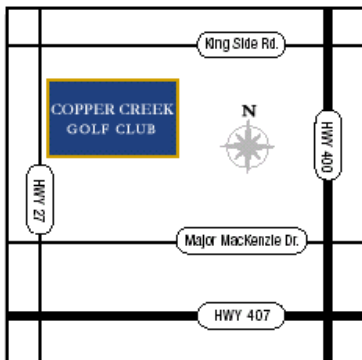 King Side Rd.
COPPER CREEK
GOLF CLUB
N
HWY 27
HWY 400
Major MacKenzie Dr.
HWY 407